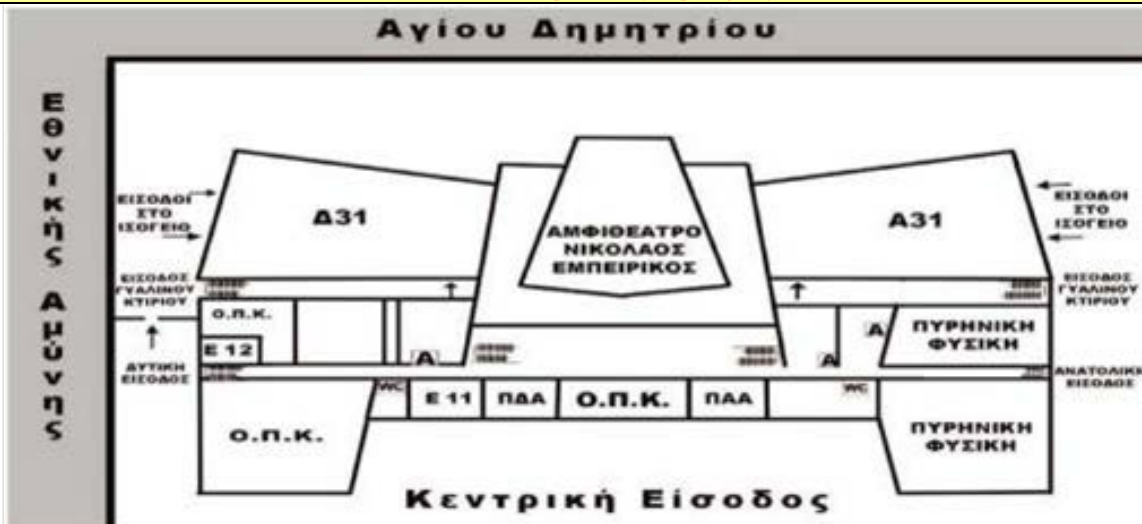 Αγίου Δημητρίου
Εθνικής Αμύνης
ΕΙΣΟΔΟΙ
ΣΤΟ
ΙΣΟΓΕΙΟ
Δ31
ΑΜΦΙΘΕΑΤΡΟ
ΝΙΚΟΛΑΟΣ
ΕΜΠΕΙΡΙΚΟΣ
Α31
ΕΙΣΟΔΟΙ
ΣΤΟ
ΙΣΟΓΕΙΟ
ΕΙΣΟΔΟΣ
ΓΥΑΛΙΝΟΥ
ΚΤΙΡΙΟΥ
ΕΙΣΟΔΟΣ
ΓΥΑΛΙΝΟΥ
ΚΤΙΡΙΟΥ
Ο.Π.Κ.
Ε 12
Α
Α
Α
ΠΥΡΗΝΙΚΗ
ΦΥΣΙΚΗ
ΔΥΤΙΚΗ
ΕΙΣΟΔΟΣ
ΑΝΑΤΟΛΙΚΗ
ΕΙΣΟΔΟΣ
WC
Ε 11
ΠΔΑ
Ο.Π.Κ.
ΠΑΑ
WC
Ο.Π.Κ.
ΠΥΡΗΝΙΚΗ
ΦΥΣΙΚΗ
Κεντρική Είσοδος